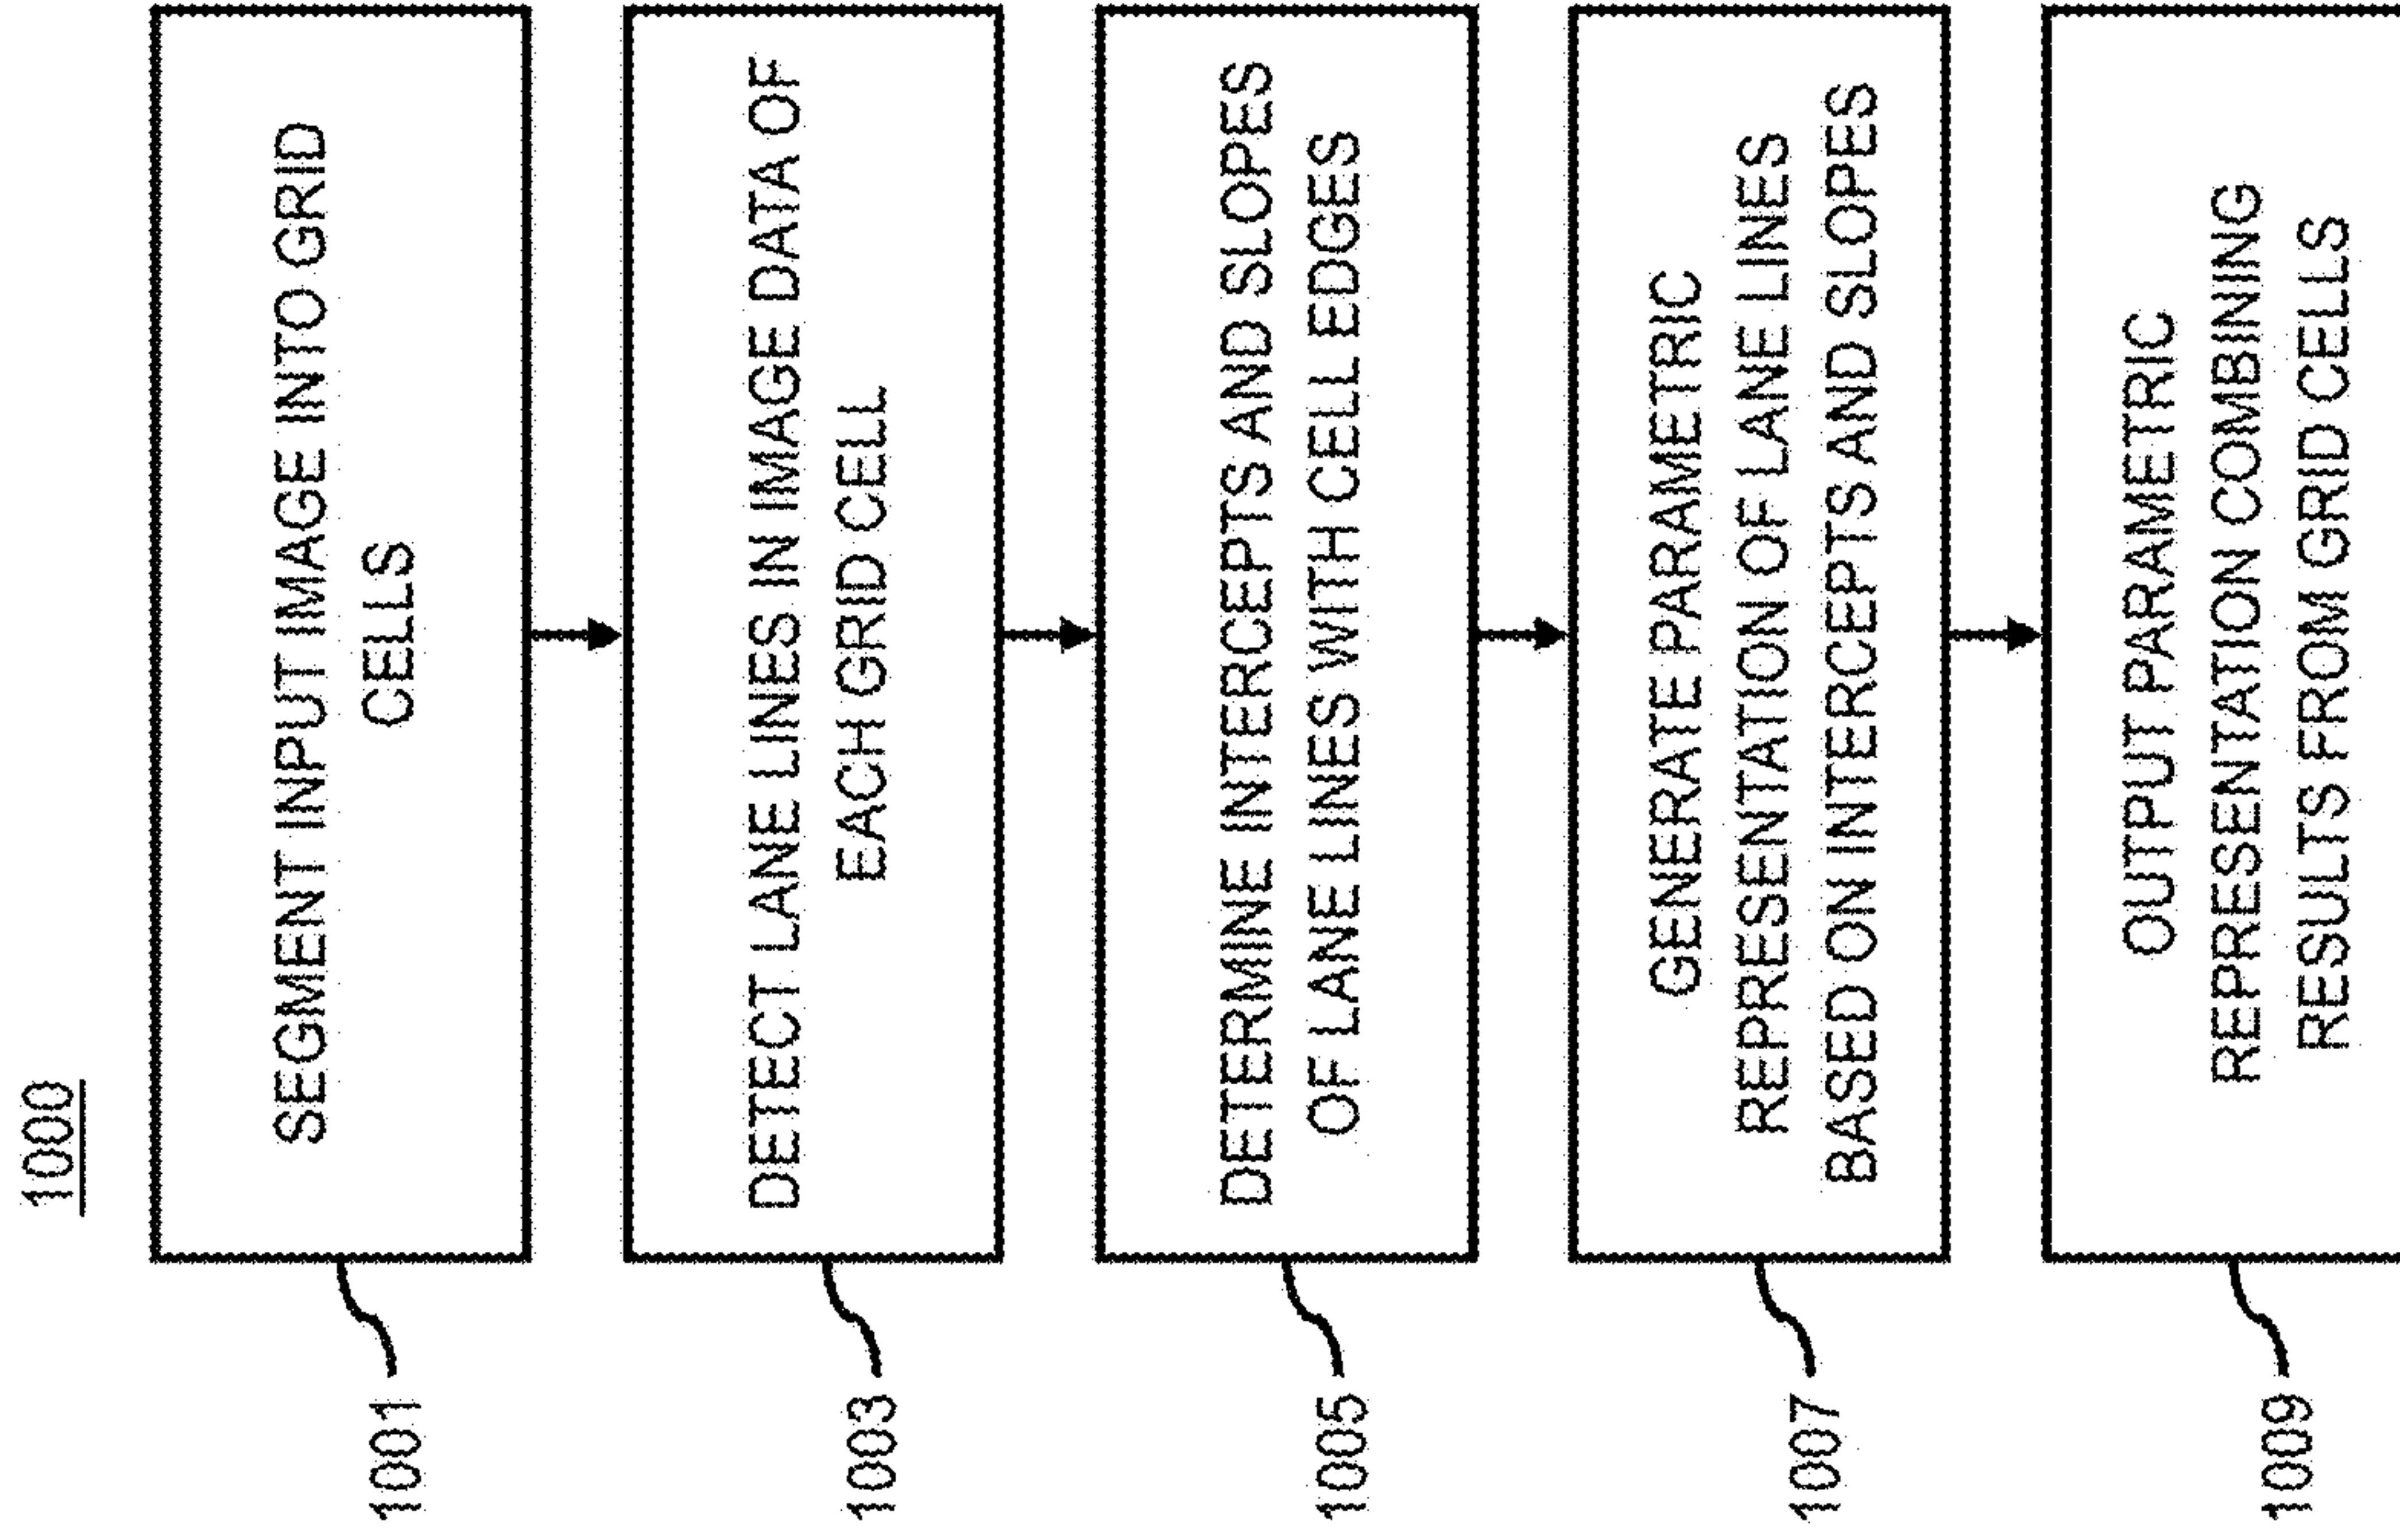 1000
1001
SEGMENT INPUT IMAGE INTO GRID
CELLS
1003
DETECT LANE LINES IN IMAGE DATA OF
EACH GRID CELL
1005
DETERMINE INTERCEPTS AND SLOPES
OF LANE LINES WITH CELL EDGES
1007
GENERATE PARAMETRIC
REPRESENTATION OF LANE LINES
BASED ON INTERCEPTS AND SLOPES
1009
OUTPUT PARAMETRIC
REPRESENTATION COMBINING
RESULTS FROM GRID CELLS